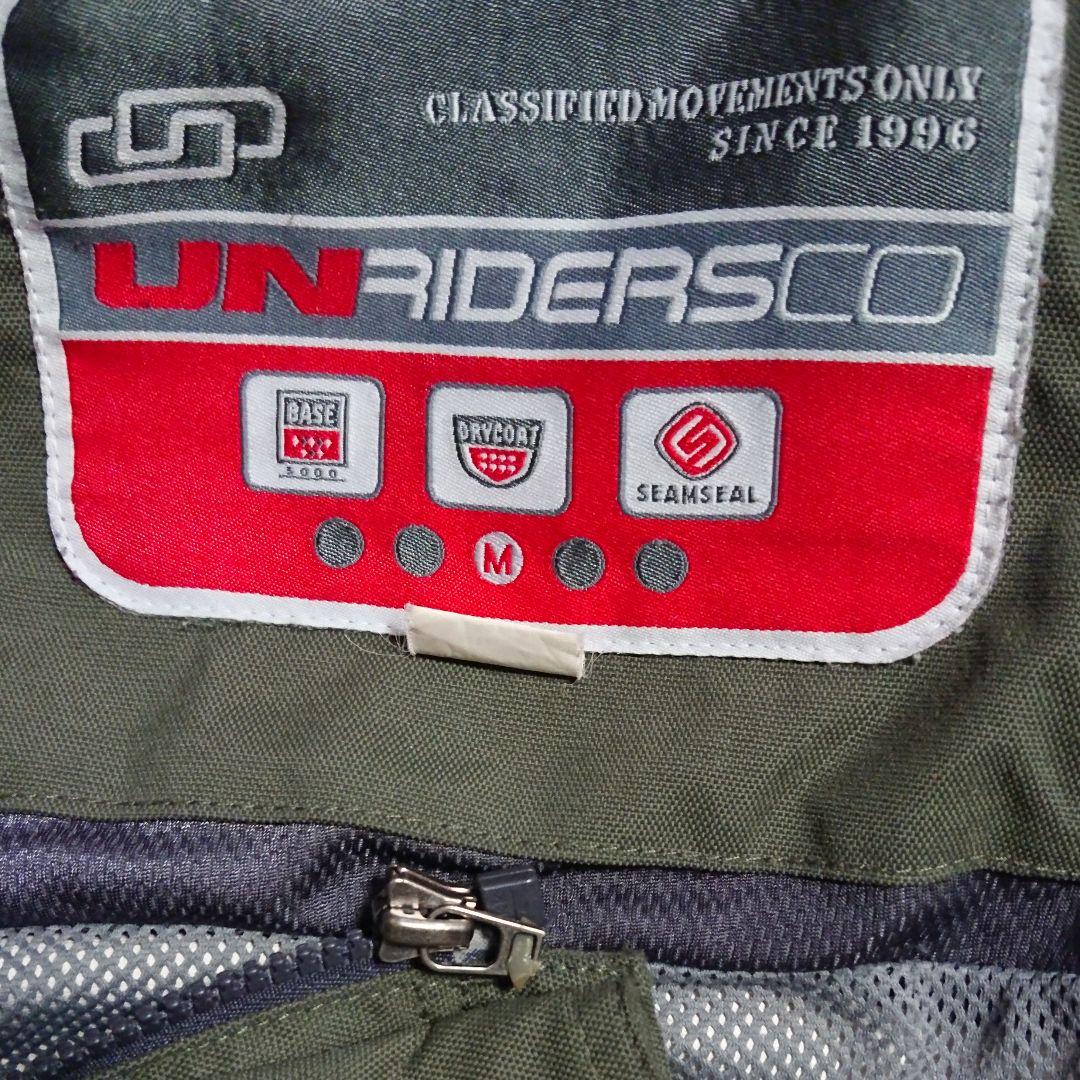 CLASSIFIED MOVEMENTS ONLY
SINCE 1996
UNRIDERSCO
BASE
5000
DRYCOAT
SEAMSEAL
M